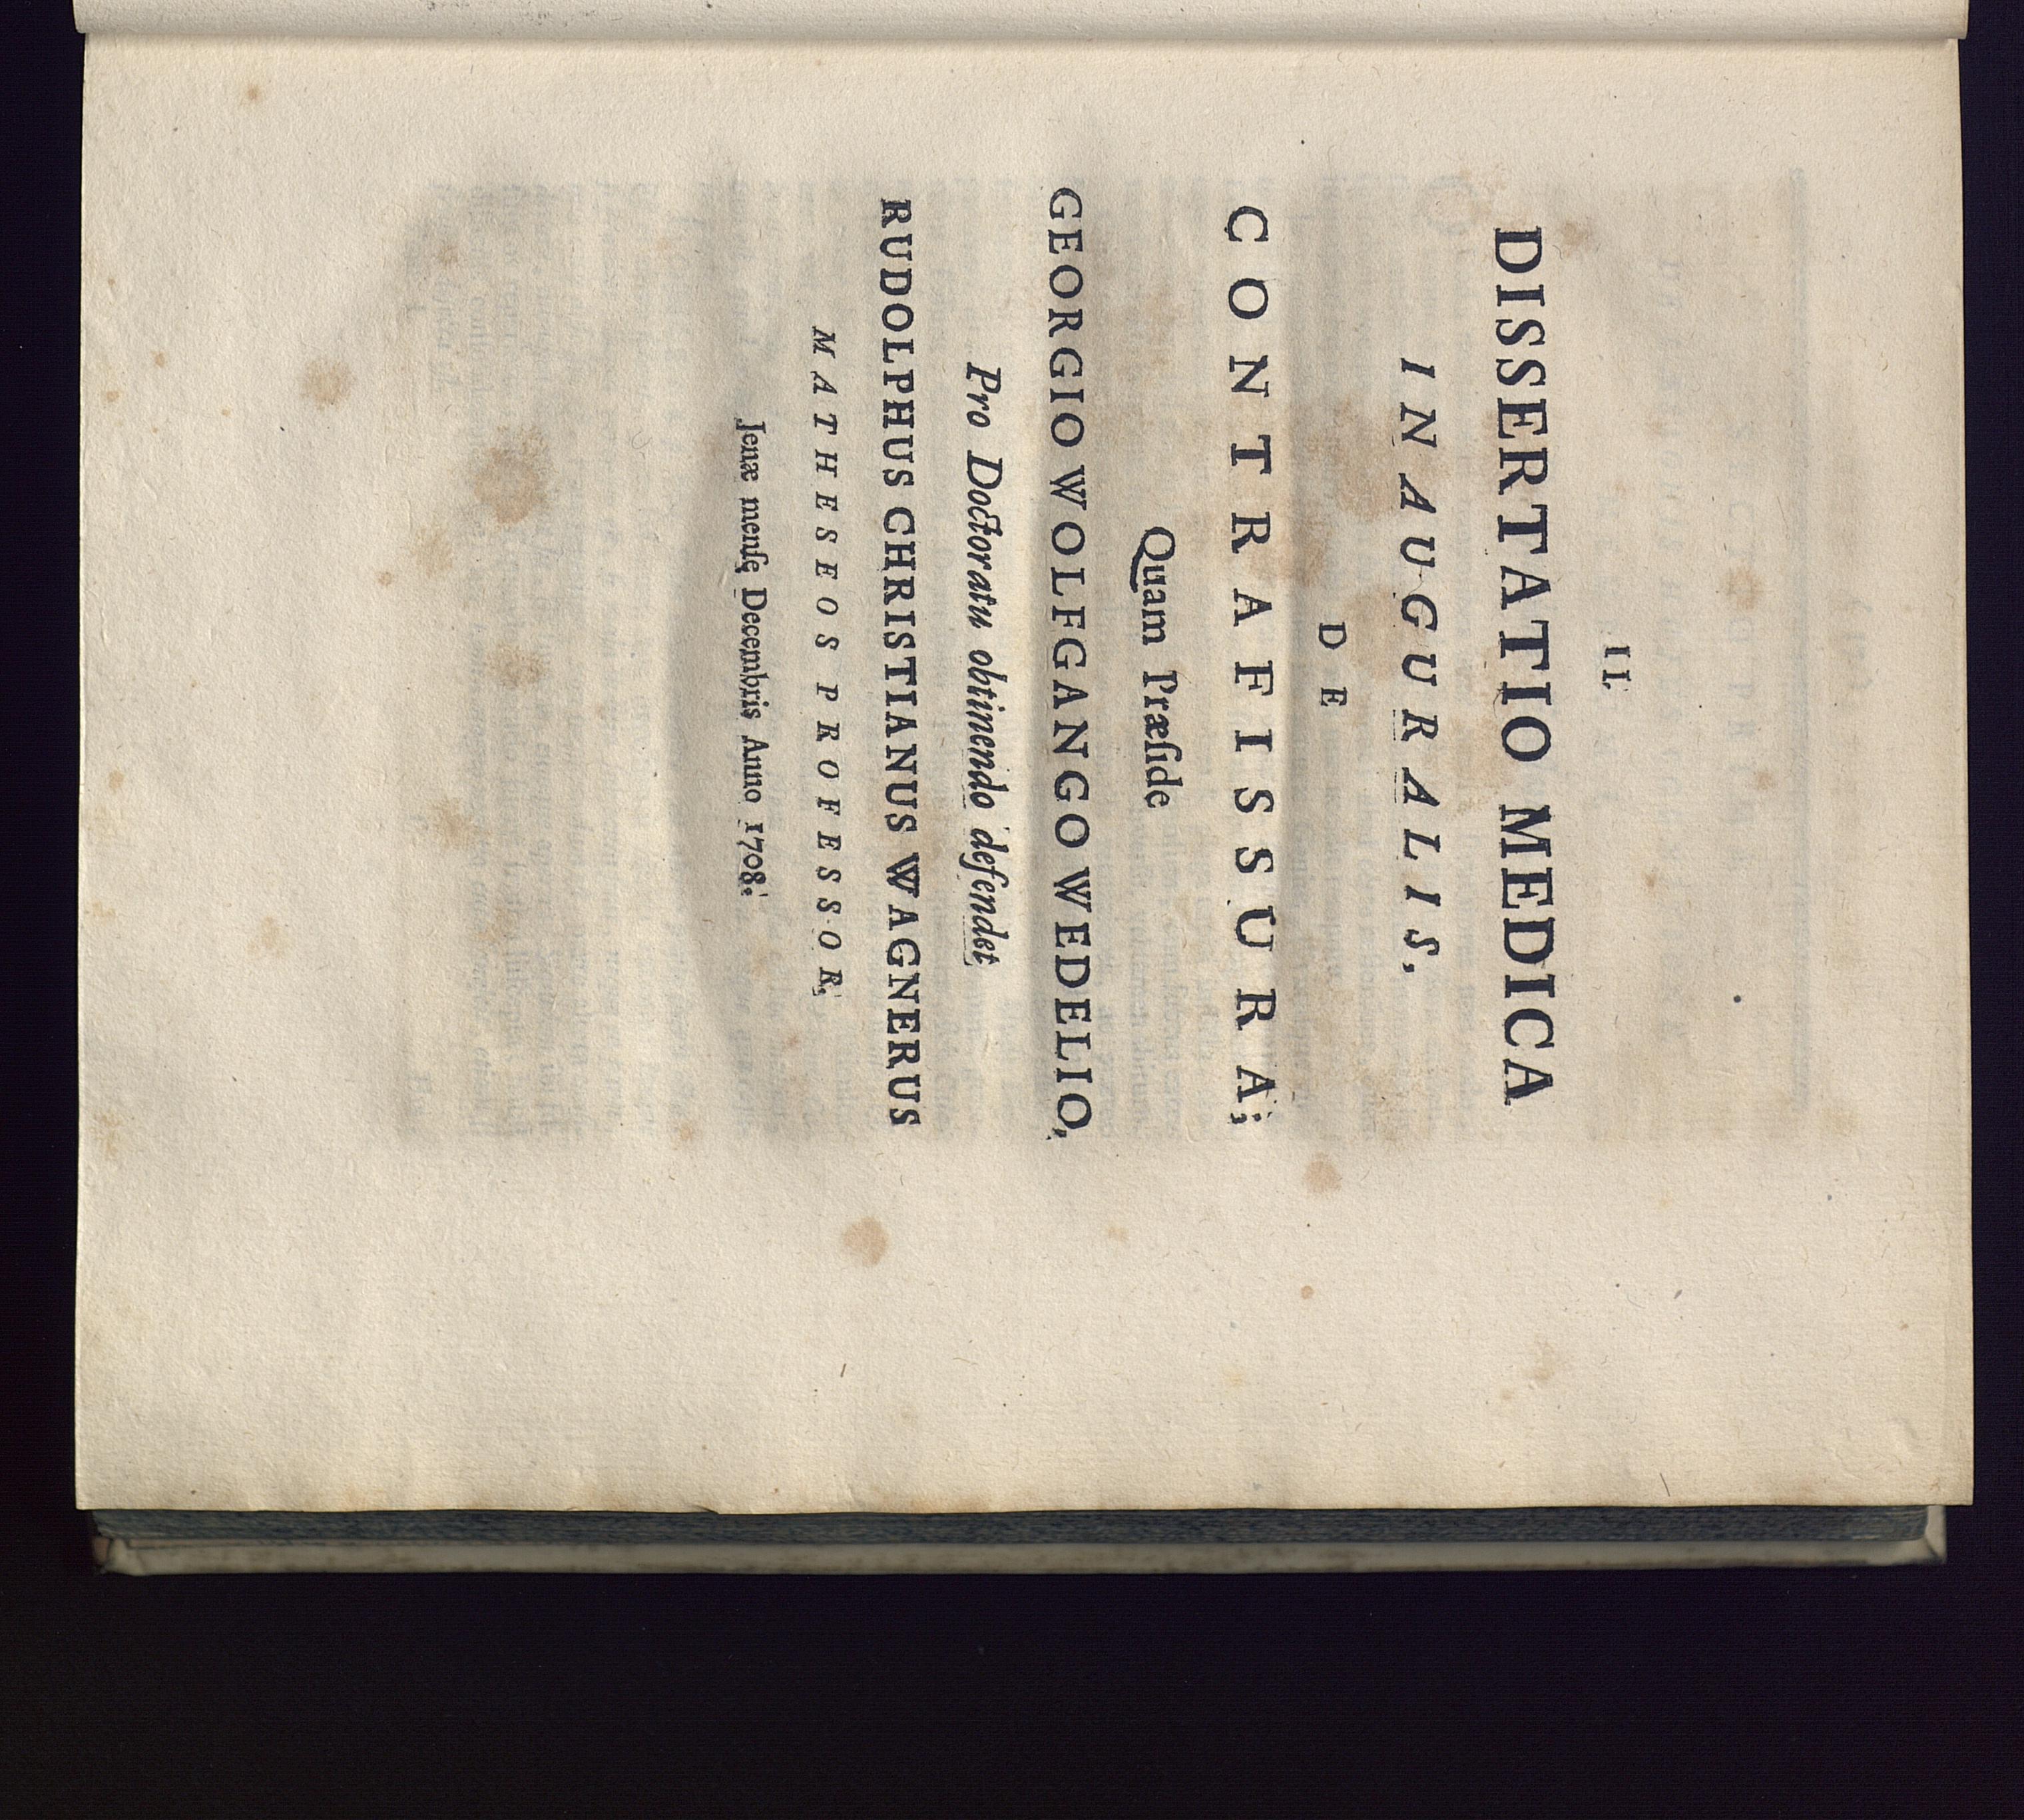 II.
DISSERTATIO MEDICA
INAUGURALIS,
DE
CONTRAFISSURA;
Quam Præſide
GEORGIO WOLFGANGO WEDELIO,
Pro Doctoratu obtinendo defendet
RUDOLPHUS CHRISTIANUS WAGNERUS
MATHESEOS PROFESSOR,
Jenæ menſe Decembris Anno 1708.